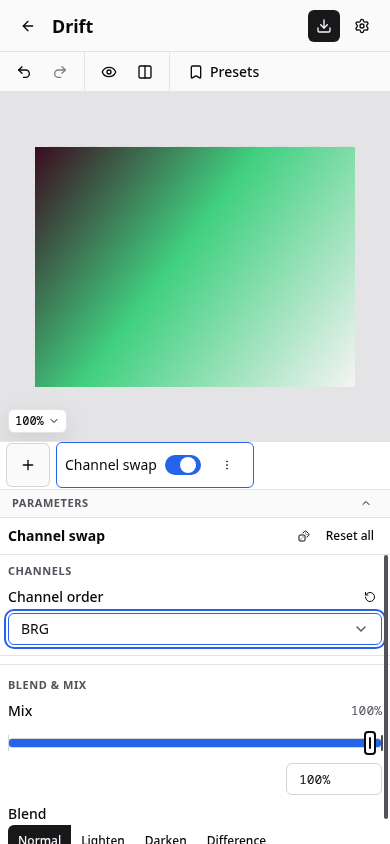 Drift
Presets
100%
Channel swap
PARAMETERS
Channel swap
Reset all
CHANNELS
Channel order
BRG
BLEND & MIX
Mix
100%
100%
Blend
Normal
Lighten
Darken
Difference